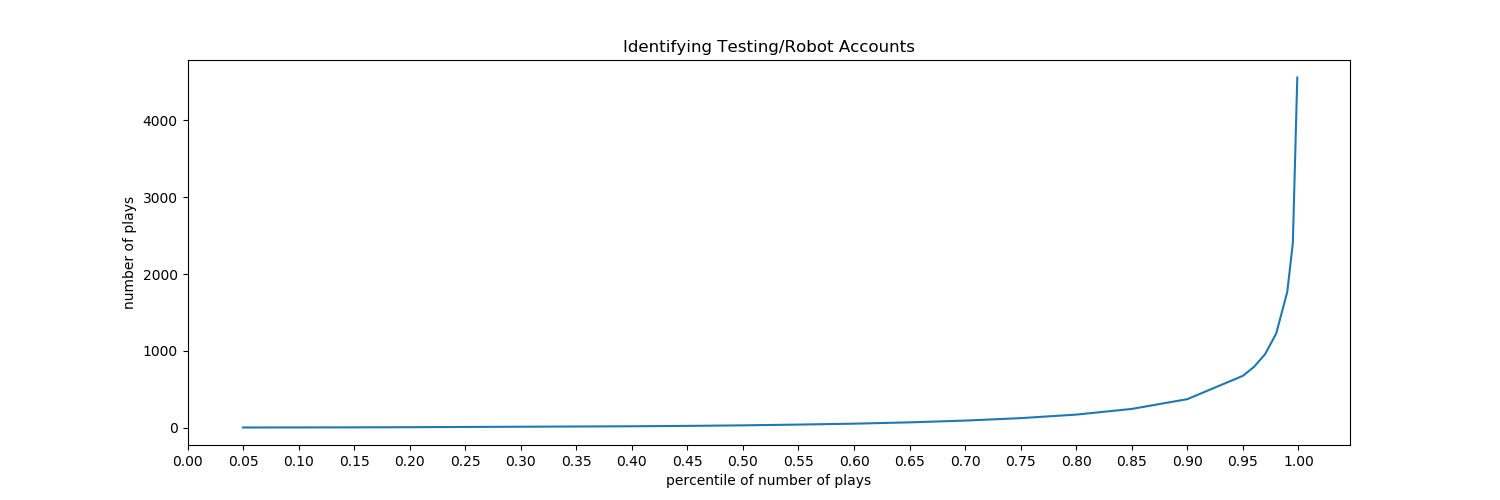 Identifying Testing/Robot Accounts
number of plays
4000
3000
2000
1000
0
0.00 0.05 0.10 0.15 0.20 0.25 0.30 0.35 0.40 0.45 0.50 0.55 0.60 0.65 0.70 0.75 0.80 0.85 0.90 0.95 1.00
percentile of number of plays